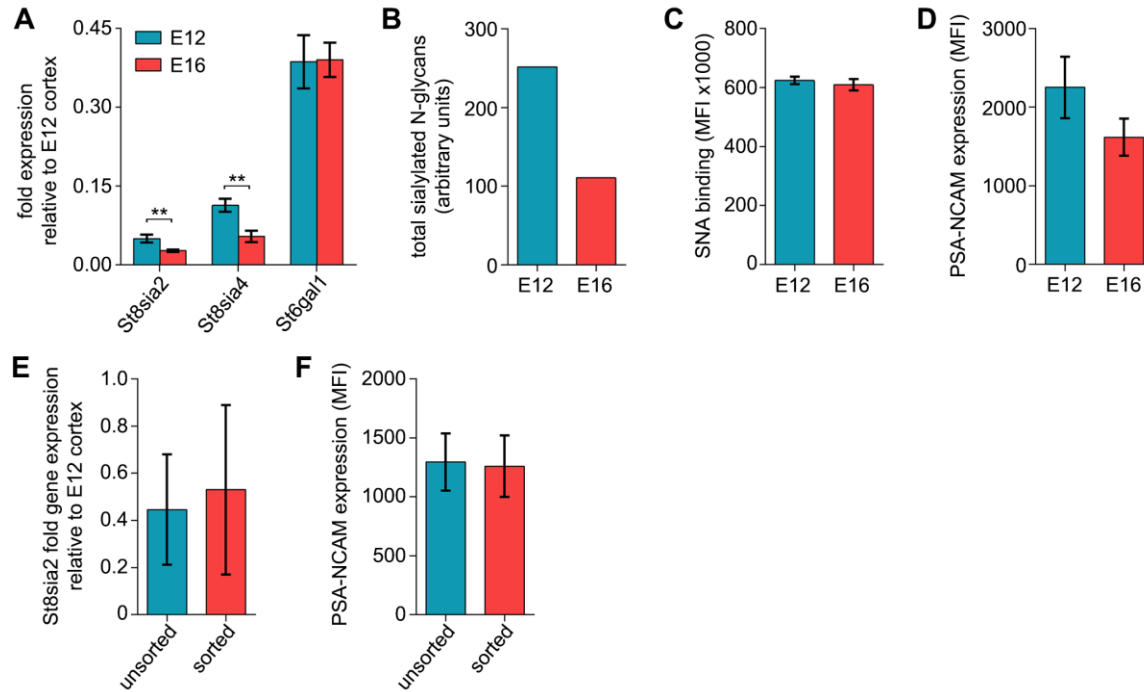 A
fold expression
relative to E12 cortex
0.45
0.30
0.15
0.00
E12
E16
**
**
St8sia2
St8sia4
St6gal1
B
total sialylated N-glycans
(arbitrary units)
300
200
100
0
E12
E16
C
SNA binding (MFI x1000)
800
600
400
200
0
E12
E16
D
PSA-NCAM expression (MFI)
3000
2000
1000
0
E12
E16
E
St8sia2 fold gene expression
relative to E12 cortex
1.0
0.8
0.6
0.4
0.2
0
unsorted
sorted
F
PSA-NCAM expression (MFI)
2000
1500
1000
500
0
unsorted
sorted